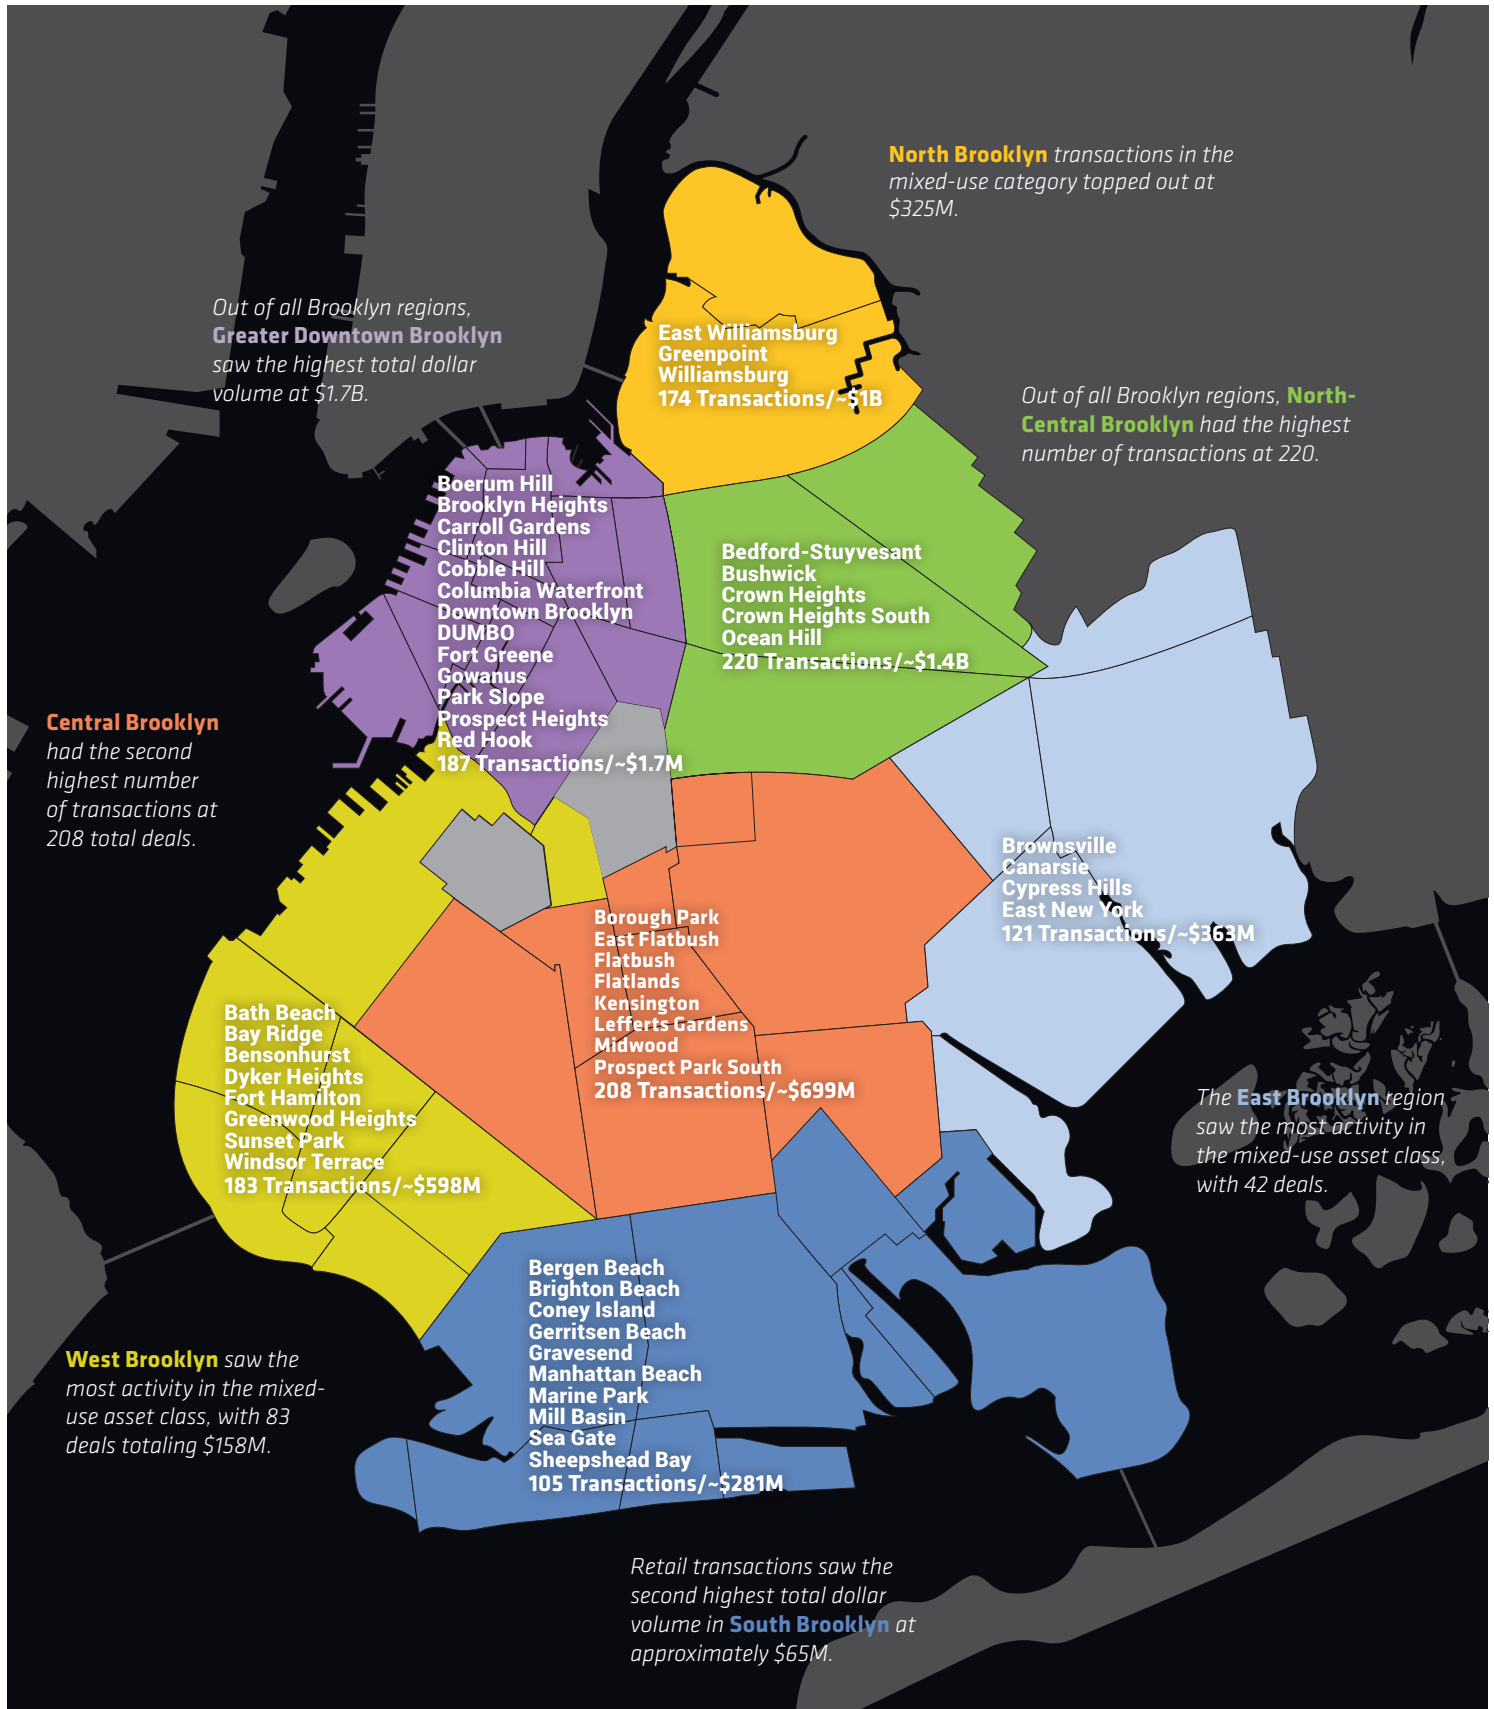 North Brooklyn transactions in the
mixed-use category topped out at
$325M.
Out of all Brooklyn regions,
Greater Downtown Brooklyn
saw the highest total dollar
volume at $1.7B.
East Williamsburg
Greenpoint
Williamsburg
174 Transactions/~$1B
Out of all Brooklyn regions, North-
Central Brooklyn had the highest
number of transactions at 220.
Boerum Hill
Brooklyn Heights
Carroll Gardens
Clinton Hill
Cobble Hill
Columbia Waterfront
Downtown Brooklyn
DUMBO
Fort Greene
Gowanus
Park Slope
Prospect Heights
Red Hook
187 Transactions/~$1.7M
Bedford-Stuyvesant
Bushwick
Crown Heights
Crown Heights South
Ocean Hill
220 Transactions/~$1.4B
Central Brooklyn
had the second
highest number
of transactions at
208 total deals.
Brownsville
Canarsie
Cypress Hills
East New York
121 Transactions/~$363M
Borough Park
East Flatbush
Flatbush
Flatlands
Kensington
Lefferts Gardens
Midwood
Prospect Park South
208 Transactions/~$699M
Bath Beach
Bay Ridge
Bensonhurst
Dyker Heights
Fort Hamilton
Greenwood Heights
Sunset Park
Windsor Terrace
183 Transactions/~$598M
The East Brooklyn region
saw the most activity in
the mixed-use asset class,
with 42 deals.
Bergen Beach
Brighton Beach
Coney Island
Gerritsen Beach
Gravesend
Manhattan Beach
Marine Park
Mill Basin
Sea Gate
Sheepshead Bay
105 Transactions/~$281M
West Brooklyn saw the
most activity in the mixed-
use asset class, with 83
deals totaling $158M.
Retail transactions saw the
second highest total dollar
volume in South Brooklyn at
approximately $65M.